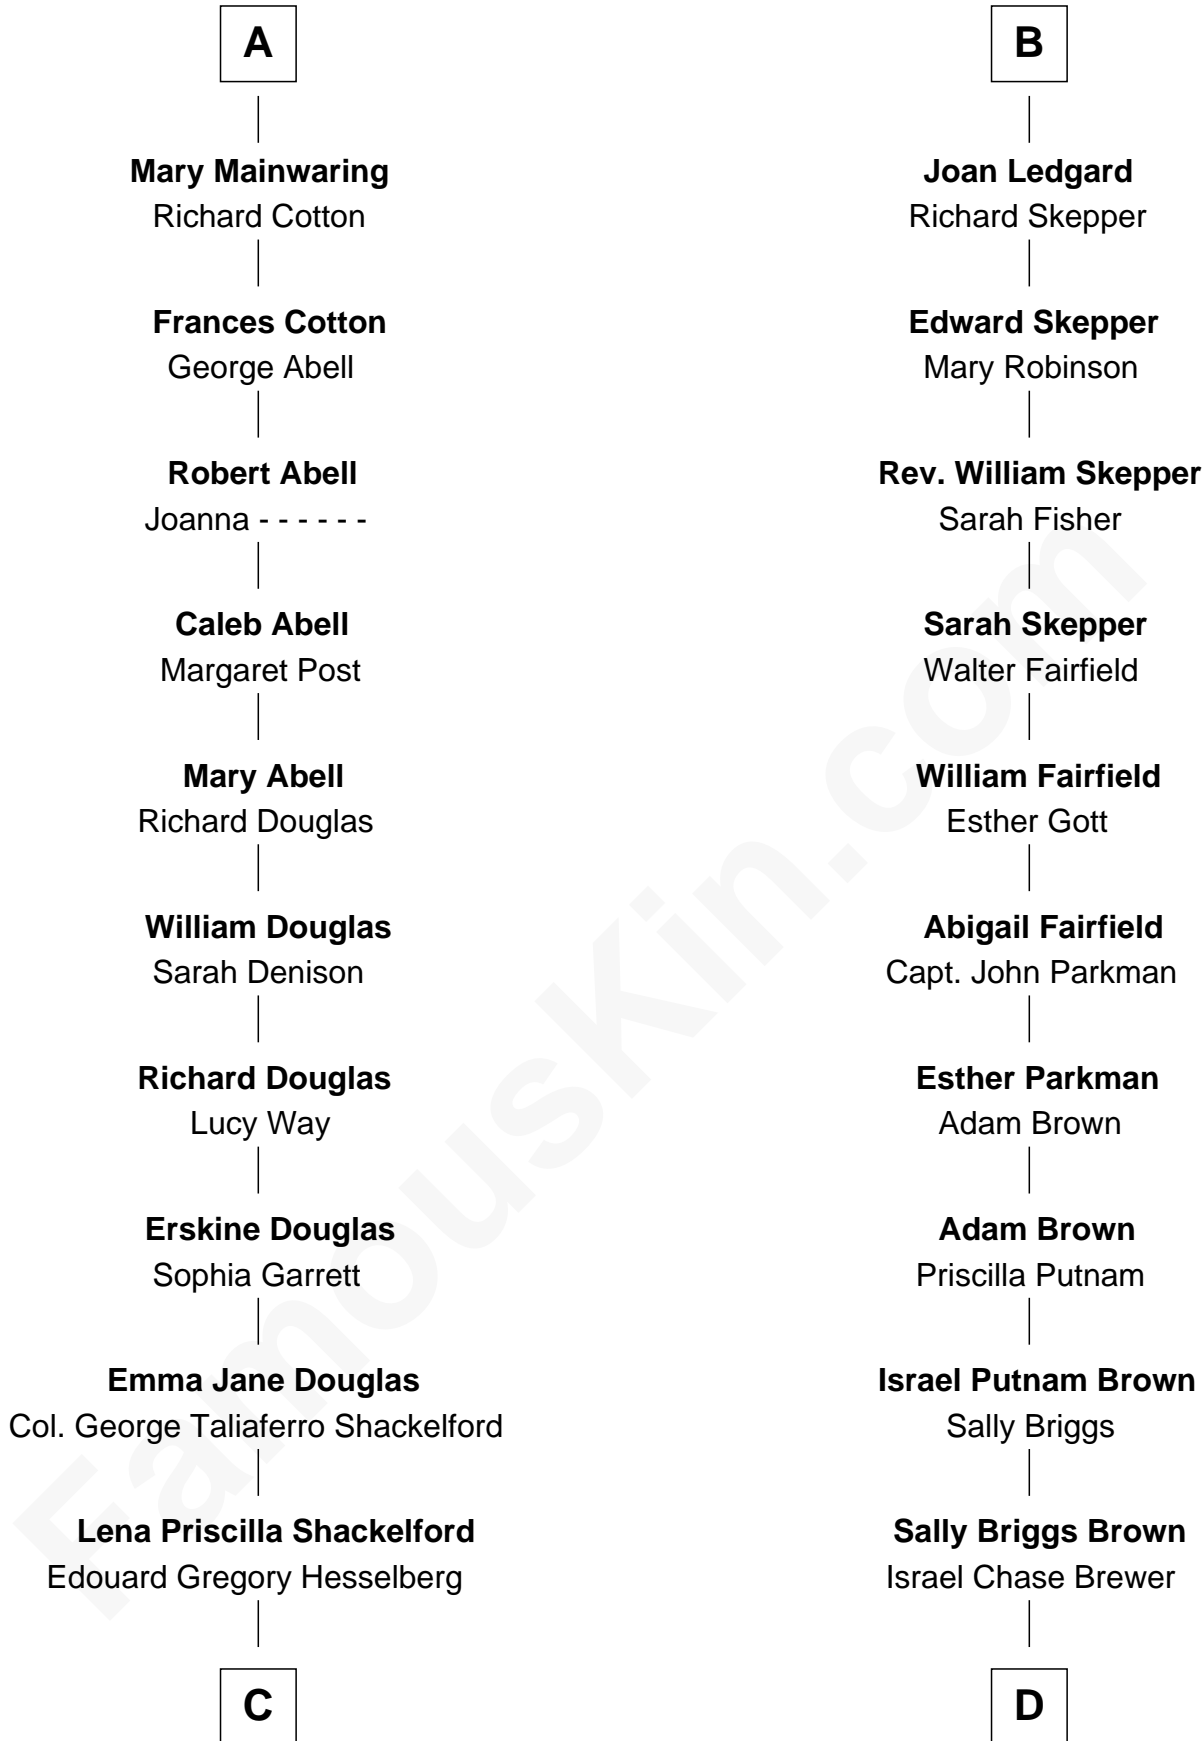 A
Mary Mainwaring
Richard Cotton
Frances Cotton
George Abell
Robert Abell
Joanna - - - - - -
Caleb Abell
Margaret Post
Mary Abell
Richard Douglas
William Douglas
Sarah Denison
Richard Douglas
Lucy Way
Erskine Douglas
Sophia Garrett
Emma Jane Douglas
Col. George Taliaferro Shackelford
Lena Priscilla Shackelford
Edouard Gregory Hesselberg
C
B
Joan Ledgard
Richard Skepper
Edward Skepper
Mary Robinson
Rev. William Skepper
Sarah Fisher
Sarah Skepper
Walter Fairfield
William Fairfield
Esther Gott
Abigail Fairfield
Capt. John Parkman
Esther Parkman
Adam Brown
Adam Brown
Priscilla Putnam
Israel Putnam Brown
Sally Briggs
Sally Briggs Brown
Israel Chase Brewer
D
FamousKin.com